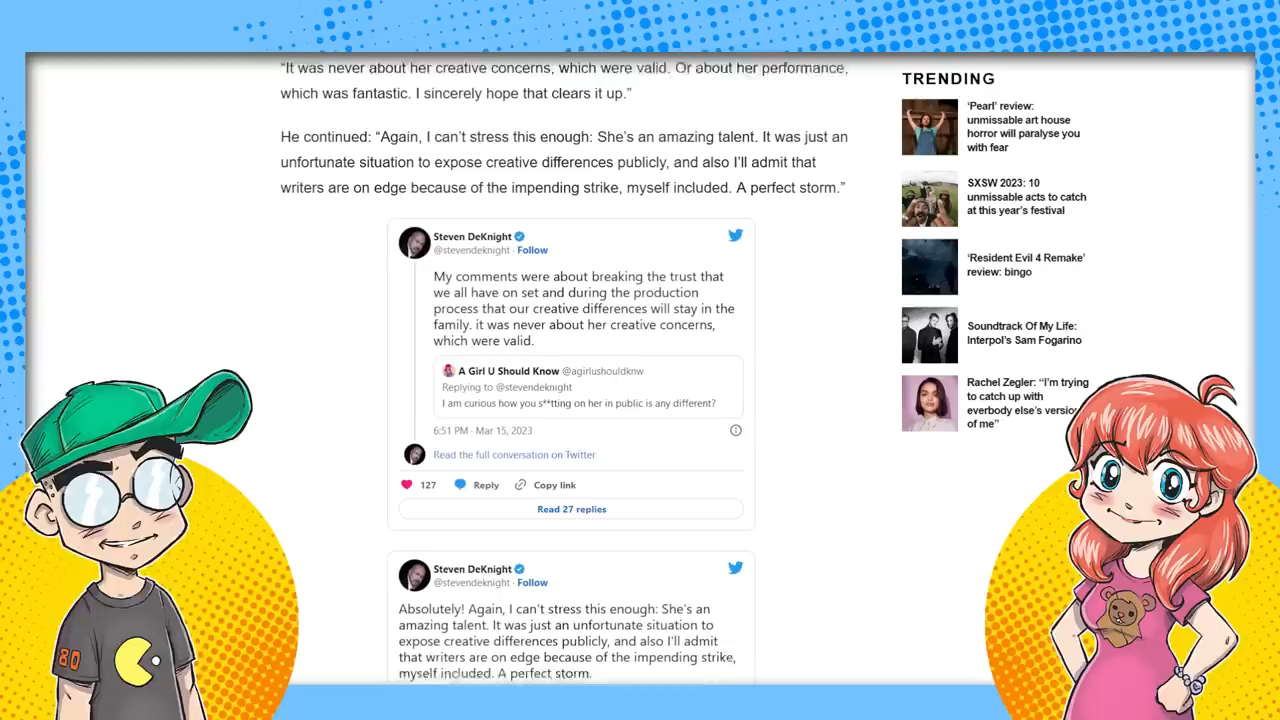 “It was never about her creative concerns, which were valid. Or about her performance,
which was fantastic. I sincerely hope that clears it up.”
He continued: “Again, I can’t stress this enough: She’s an amazing talent. It was just an
unfortunate situation to expose creative differences publicly, and also I’ll admit that
writers are on edge because of the impending strike, myself included. A perfect storm.”
Steven DeKnight
@stevendeknight · Follow
My comments were about breaking the trust that
we all have on set and during the production
process that our creative differences will stay in the
family. it was never about her creative concerns,
which were valid.
A Girl U Should Know @agirlushouldknw
Replying to @stevendeknight
I am curious how you s**tting on her in public is any different?
6:51 PM · Mar 15, 2023
Read the full conversation on Twitter
127 Reply Copy link
Read 27 replies
Steven DeKnight
@stevendeknight · Follow
Absolutely! Again, I can't stress this enough: She's an
amazing talent. It was just an unfortunate situation to
expose creative differences publicly, and also I'll admit
that writers are on edge because of the impending strike,
myself included. A perfect storm.
TRENDING
‘Pearl’ review:
unmissable art house
horror will paralyse you
with fear
SXSW 2023: 10
unmissable acts to catch
at this year’s festival
‘Resident Evil 4 Remake’
review: bingo
Soundtrack Of My Life:
Interpol’s Sam Fogarino
Rachel Zegler: “I’m trying
to catch up with
everbody else’s
of me”
80